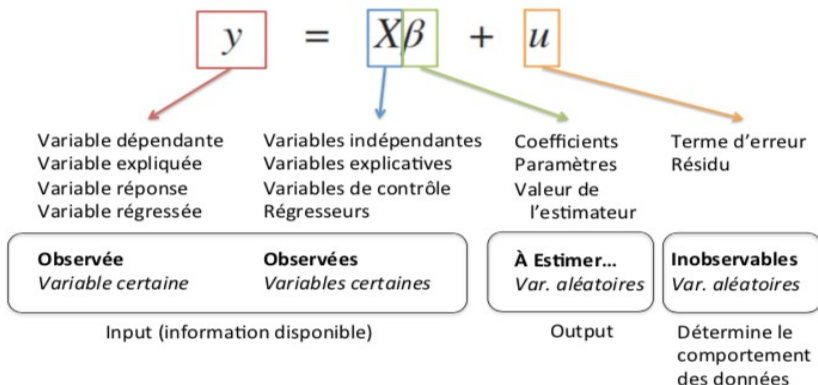 y = Xβ + u
Variable dépendante
Variable expliquée
Variable réponse
Variable régressée
Variables indépendantes
Variables explicatives
Variables de contrôle
Régresseurs
Coefficients
Paramètres
Valeur de
l’estimateur
Terme d’erreur
Résidu
Observée
Variable certaine
Observées
Variables certaines
À Estimer...
Var. aléatoires
Inobservables
Var. aléatoires
Input (information disponible)
Output
Détermine le
comportement
des données